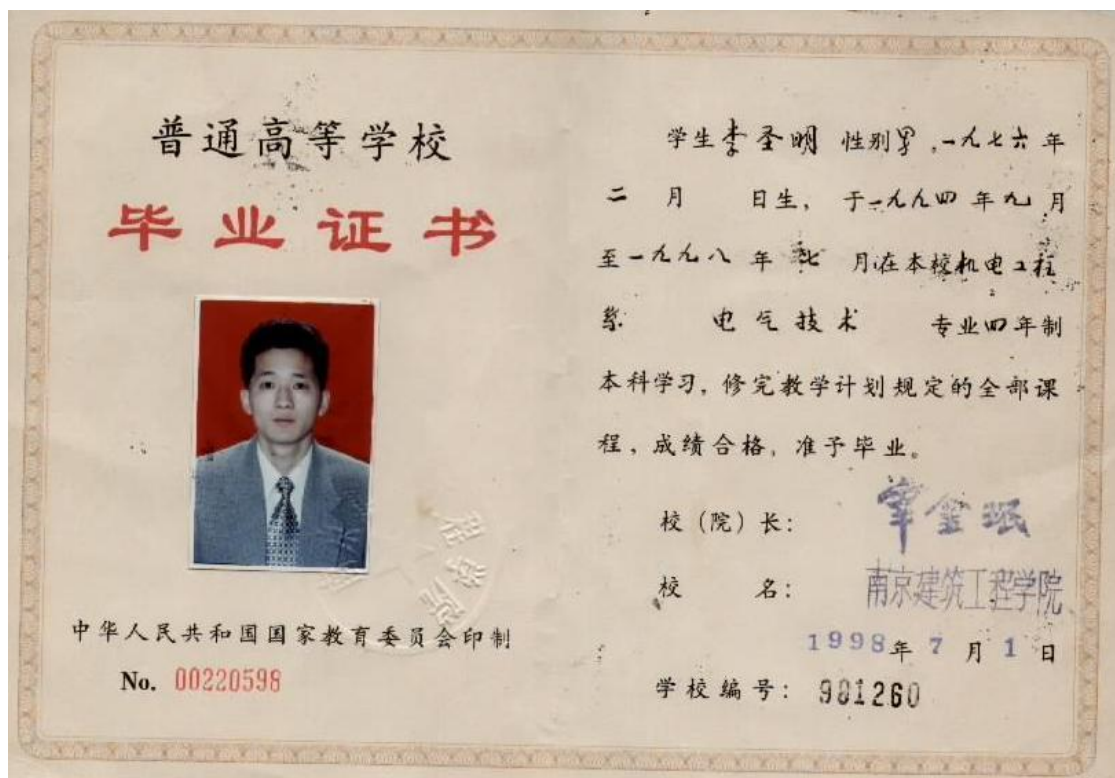 普通高等学校
毕业证书
中华人民共和国国家教育委员会印制
No. 00220598
学生李圣明 性别男,一九七六年
二月 日生, 于一九九四年九月
至一九九八年七月在本校机电工程
系 电气技术 专业四年制
本科学习, 修完教学计划规定的全部课
程, 成绩合格, 准予毕业。
校(院)长:
校 名: 南京建筑工程学院
1998年7月1日
学校编号: 981260